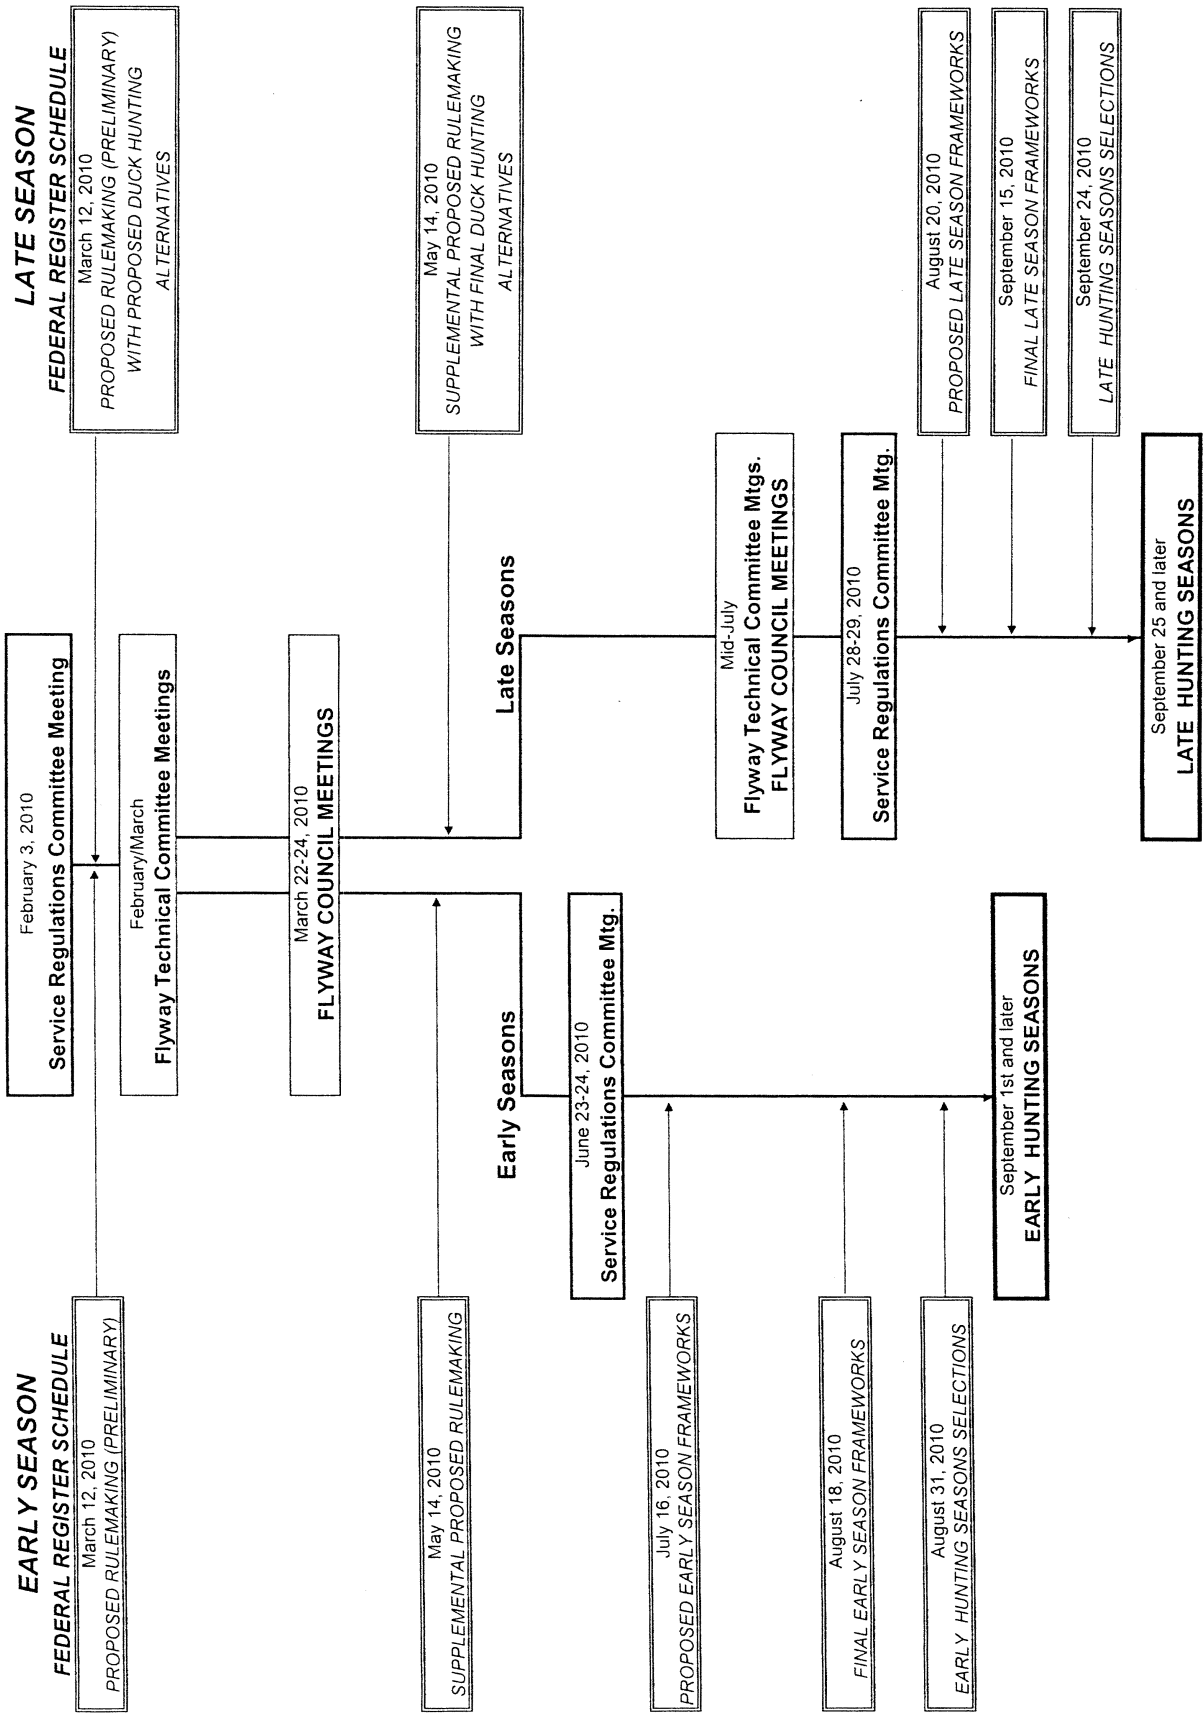 EARLY SEASON
FEDERAL REGISTER SCHEDULE
March 12, 2010
PROPOSED RULEMAKING (PRELIMINARY)
May 14, 2010
SUPPLEMENTAL PROPOSED RULEMAKING
July 16, 2010
PROPOSED EARLY SEASON FRAMEWORKS
August 18, 2010
FINAL EARLY SEASON FRAMEWORKS
August 31, 2010
EARLY HUNTING SEASONS SELECTIONS
February 3, 2010
Service Regulations Committee Meeting
February/March
Flyway Technical Committee Meetings
March 22-24, 2010
FLYWAY COUNCIL MEETINGS
Early Seasons
June 23-24, 2010
Service Regulations Committee Mtg.
September 1st and later
EARLY HUNTING SEASONS
Late Seasons
Mid-July
Flyway Technical Committee Mtgs.
FLYWAY COUNCIL MEETINGS
July 28-29, 2010
Service Regulations Committee Mtg.
September 25 and later
LATE HUNTING SEASONS
LATE SEASON
FEDERAL REGISTER SCHEDULE
March 12, 2010
PROPOSED RULEMAKING (PRELIMINARY)
WITH PROPOSED DUCK HUNTING
ALTERNATIVES
May 14, 2010
SUPPLEMENTAL PROPOSED RULEMAKING
WITH FINAL DUCK HUNTING
ALTERNATIVES
August 20, 2010
PROPOSED LATE SEASON FRAMEWORKS
September 15, 2010
FINAL LATE SEASON FRAMEWORKS
September 24, 2010
LATE HUNTING SEASONS SELECTIONS